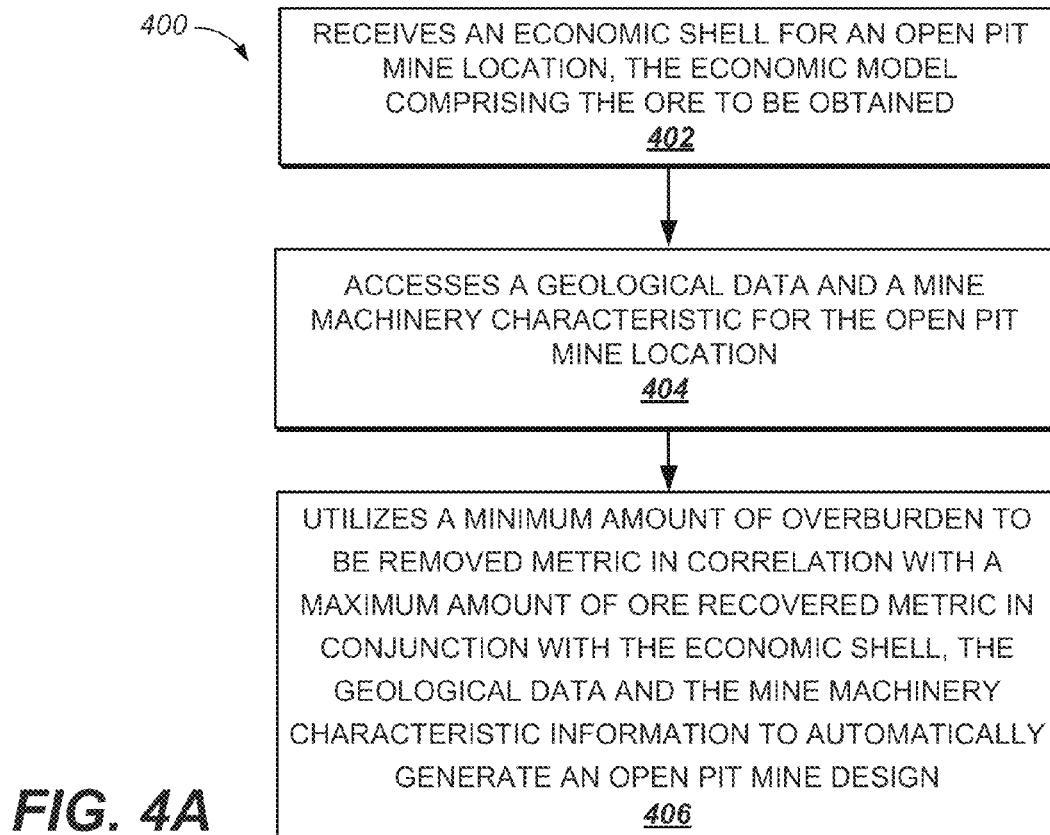 400
RECEIVES AN ECONOMIC SHELL FOR AN OPEN PIT
MINE LOCATION, THE ECONOMIC MODEL
COMPRISING THE ORE TO BE OBTAINED
402
ACCESSES A GEOLOGICAL DATA AND A MINE
MACHINERY CHARACTERISTIC FOR THE OPEN PIT
MINE LOCATION
404
UTILIZES A MINIMUM AMOUNT OF OVERBURDEN TO
BE REMOVED METRIC IN CORRELATION WITH A
MAXIMUM AMOUNT OF ORE RECOVERED METRIC IN
CONJUNCTION WITH THE ECONOMIC SHELL, THE
GEOLOGICAL DATA AND THE MINE MACHINERY
CHARACTERISTIC INFORMATION TO AUTOMATICALLY
GENERATE AN OPEN PIT MINE DESIGN
406
FIG. 4A